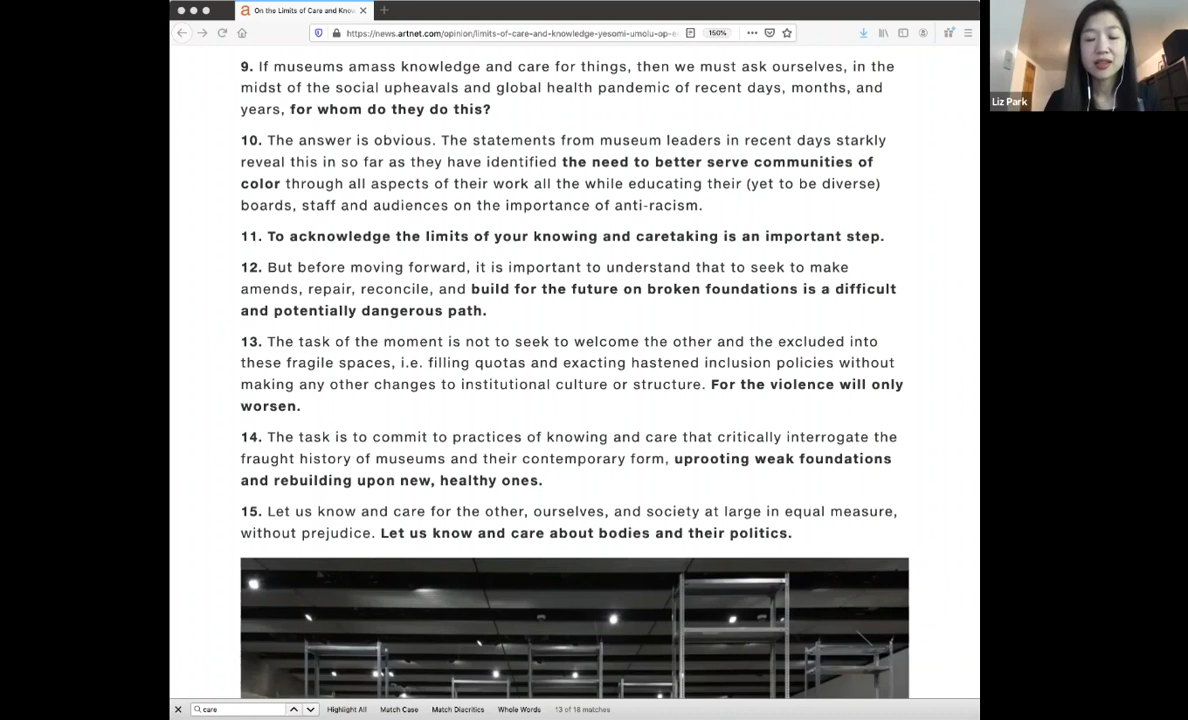 On the Limits of Care and Know
https://news.artnet.com/opinion/limits-of-care-and-knowledge-yesomi-umolu-op-e
150%
Liz Park
9. If museums amass knowledge and care for things, then we must ask ourselves, in the
midst of the social upheavals and global health pandemic of recent days, months, and
years, for whom do they do this?
10. The answer is obvious. The statements from museum leaders in recent days starkly
reveal this in so far as they have identified the need to better serve communities of
color through all aspects of their work all the while educating their (yet to be diverse)
boards, staff and audiences on the importance of anti-racism.
11. To acknowledge the limits of your knowing and caretaking is an important step.
12. But before moving forward, it is important to understand that to seek to make
amends, repair, reconcile, and build for the future on broken foundations is a difficult
and potentially dangerous path.
13. The task of the moment is not to seek to welcome the other and the excluded into
these fragile spaces, i.e. filling quotas and exacting hastened inclusion policies without
making any other changes to institutional culture or structure. For the violence will only
worsen.
14. The task is to commit to practices of knowing and care that critically interrogate the
fraught history of museums and their contemporary form, uprooting weak foundations
and rebuilding upon new, healthy ones.
15. Let us know and care for the other, ourselves, and society at large in equal measure,
without prejudice. Let us know and care about bodies and their politics.
care Highlight All Match Case Match Diacritics Whole Words 13 of 18 matches